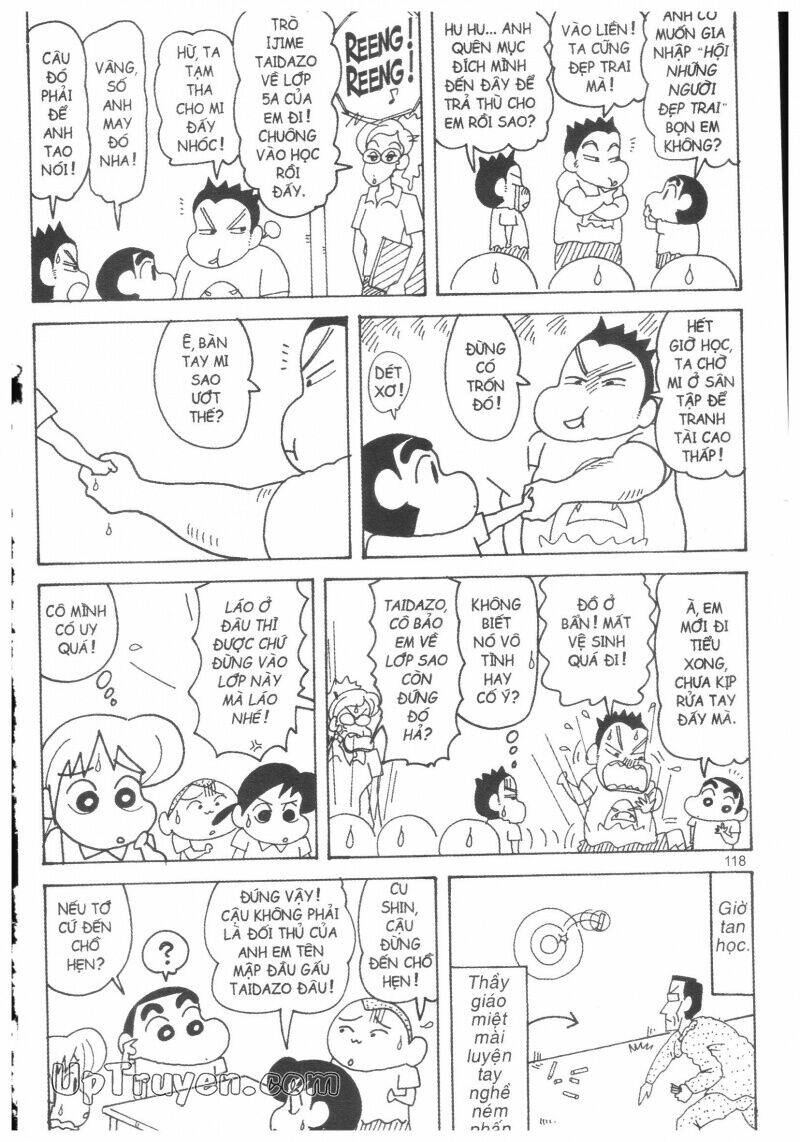 ANH CÓ
MUỐN GIA
NHẬP "HỘI
NHỮNG
NGƯỜI
ĐẸP TRAI"
BỌN EM
KHÔNG?
VÀO LIỀN!
TA CŨNG
ĐẸP TRAI
MÀ!
HU HU... ANH
QUÊN MỤC
ĐÍCH MÌNH
ĐẾN ĐÂY ĐỂ
TRẢ THÙ CHO
EM RỒI SAO?
REENG!
REENG!
TRÒ
IJIME
TAIDAZO
VỀ LỚP
5A CỦA
EM ĐI!
CHUÔNG
VÀO HỌC
RỒI
ĐẤY.
HỪ, TA
TẠM
THA
CHO MI
ĐẤY
NHÓC!
VÂNG,
SỐ
ANH
MAY
ĐÓ
NHA!
CÂU
ĐÓ
PHẢI
ĐỂ
ANH
TAO
NÓI!
HẾT
GIỜ HỌC,
TA CHỜ
MI Ở SÂN
TẬP ĐỂ
TRANH
TÀI CAO
THẤP!
ĐỪNG
CÓ
TRỐN
ĐÓ!
DÉT
XƠ!
Ê, BÀN
TAY MI
SAO
ƯỚT
THẾ?
À, EM
MỚI ĐI
TIỂU
XONG,
CHƯA KỊP
RỬA TAY
ĐẤY MÀ.
ĐỒ Ở
BẨN! MẤT
VỆ SINH
QUÁ ĐI!
KHÔNG
BIẾT
NÓ VÔ
TÌNH
HAY
CỐ Ý?
TAIDAZO,
CÔ BẢO
EM VỀ
LỚP SAO
CÒN
ĐỨNG
ĐÓ
HẢ?
LÁO Ở
ĐÂU THÌ
ĐƯỢC CHỨ
ĐỪNG VÀO
LỚP NÀY
MÀ LÁO
NHÉ!
CÔ MÌNH
CÓ UY
QUÁ!
118
Giờ
tan
học.
Thầy
giáo
miệt
mài
luyện
tay
nghề
ném
phấn
CU
SHIN,
CẬU
ĐỪNG
ĐẾN CHỖ
HẸN!
ĐÚNG VẬY!
CẬU KHÔNG PHẢI
LÀ ĐỐI THỦ CỦA
ANH EM TÊN
MẬP ĐẦU GẤU
TAIDAZO ĐÂU!
?
NẾU TỚ
CỨ ĐẾN
CHỖ
HẸN?
UpTruyen.com